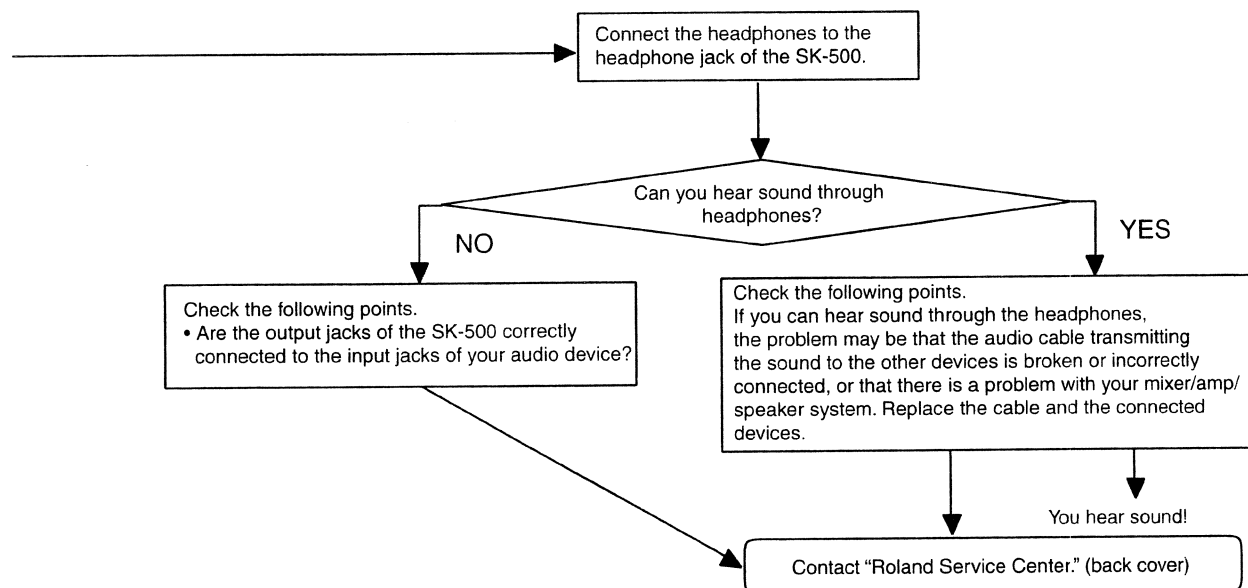 Connect the headphones to the
headphone jack of the SK-500.
Can you hear sound through
headphones?
NO
YES
Check the following points.
• Are the output jacks of the SK-500 correctly
connected to the input jacks of your audio device?
Check the following points.
If you can hear sound through the headphones,
the problem may be that the audio cable transmitting
the sound to the other devices is broken or incorrectly
connected, or that there is a problem with your mixer/amp/
speaker system. Replace the cable and the connected
devices.
You hear sound!
Contact “Roland Service Center.” (back cover)